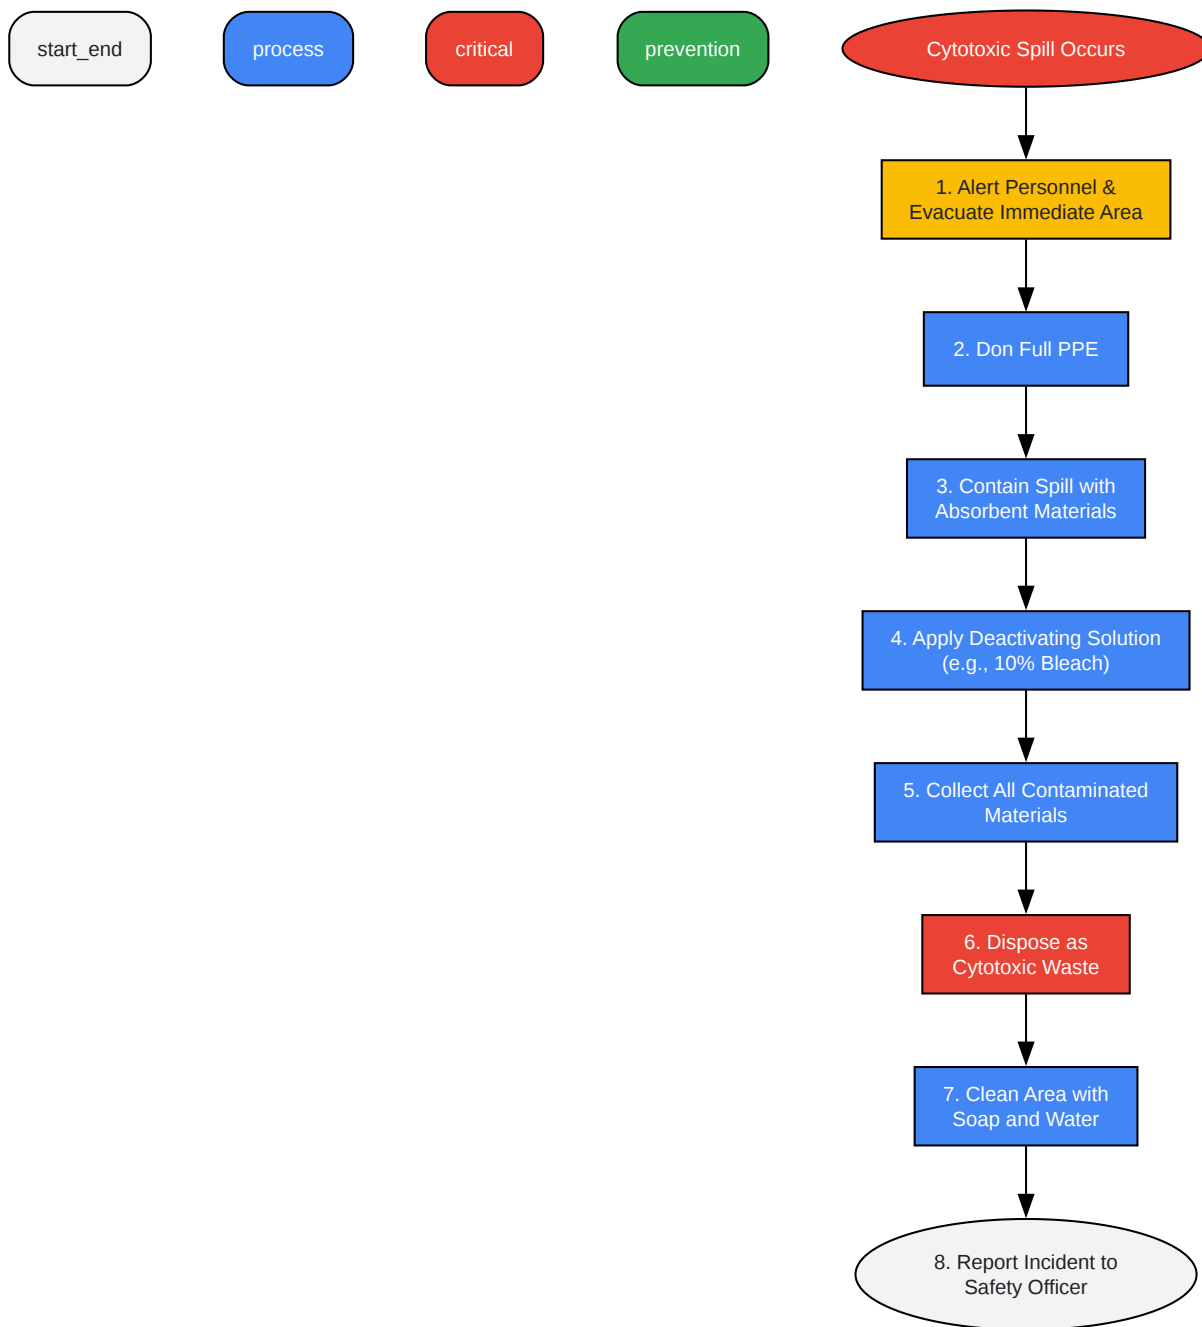 start_end
process
critical
prevention
Cytotoxic Spill Occurs
1. Alert Personnel &
Evacuate Immediate Area
2. Don Full PPE
3. Contain Spill with
Absorbent Materials
4. Apply Deactivating Solution
(e.g., 10% Bleach)
5. Collect All Contaminated
Materials
6. Dispose as
Cytotoxic Waste
7. Clean Area with
Soap and Water
8. Report Incident to
Safety Officer